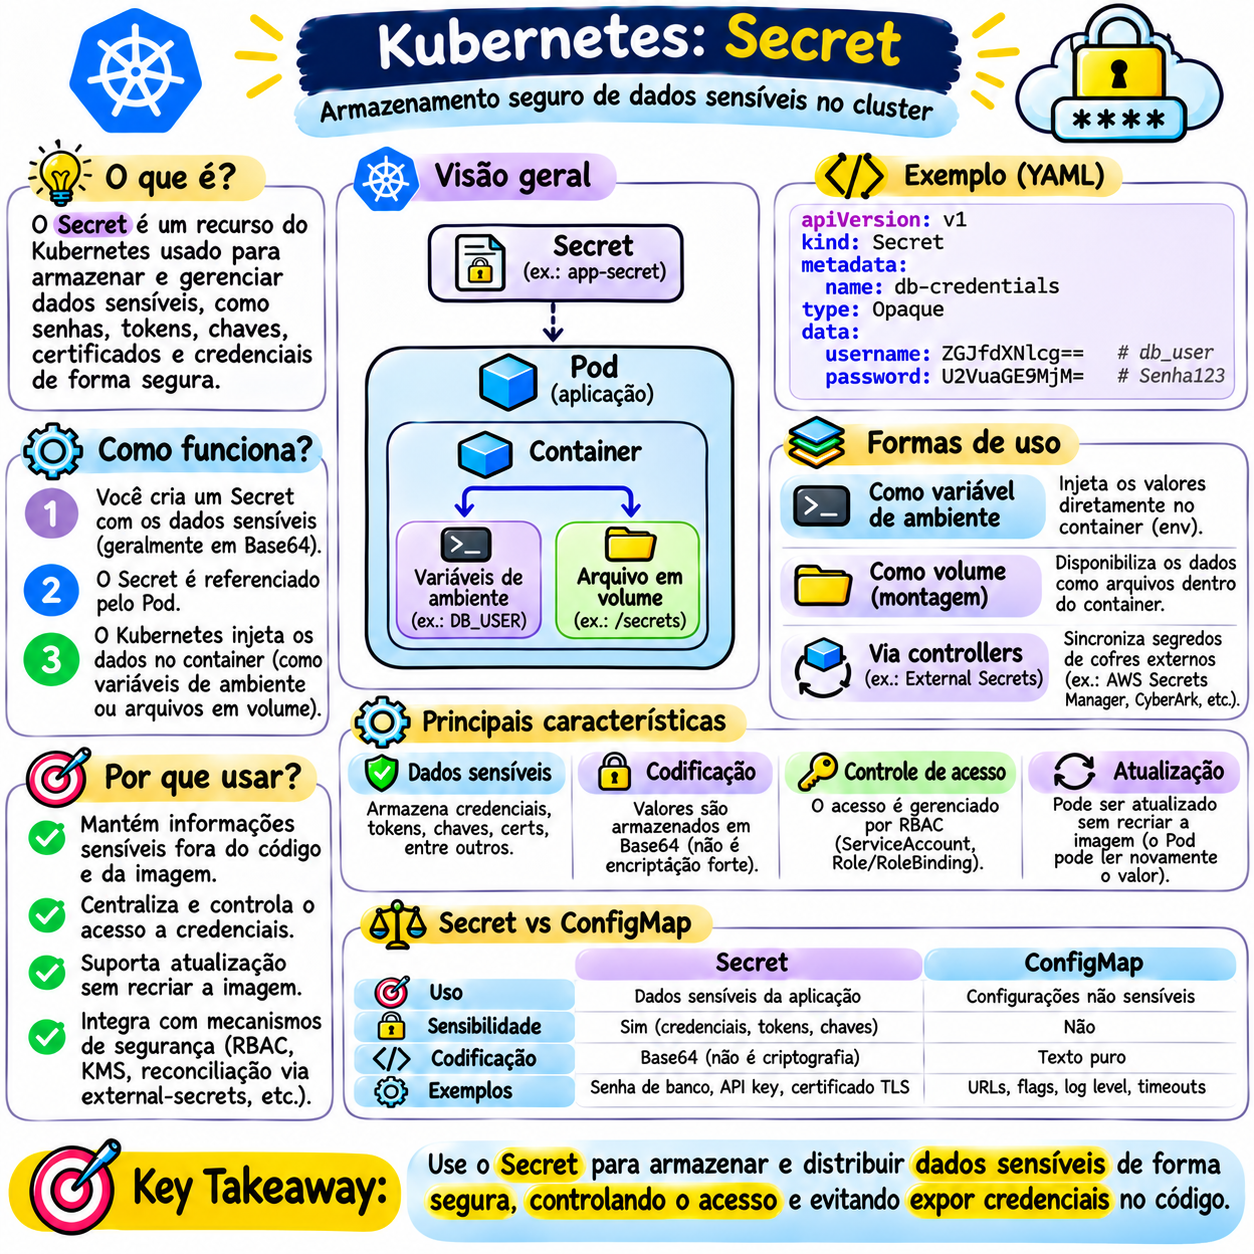 Kubernetes: Secret
Armazenamento seguro de dados sensíveis no cluster
****
O que é?
O Secret é um recurso do
Kubernetes usado para
armazenar e gerenciar
dados sensíveis, como
senhas, tokens, chaves,
certificados e credenciais
de forma segura.
Como funciona?
1
Você cria um Secret
com os dados sensíveis
(geralmente em Base64).
2
O Secret é referenciado
pelo Pod.
3
O Kubernetes injeta os
dados no container (como
variáveis de ambiente
ou arquivos em volume).
Por que usar?
Mantém informações
sensíveis fora do código
e da imagem.
Centraliza e controla o
acesso a credenciais.
Suporta atualização
sem recriar a imagem.
Integra com mecanismos
de segurança (RBAC,
KMS, reconciliação via
external-secrets, etc.).
Visão geral
Secret
(ex.: app-secret)
Pod
(aplicação)
Container
>_
Variáveis de
ambiente
(ex.: DB_USER)
Arquivo em
volume
(ex.: /secrets)
</> Exemplo (YAML)
apiVersion: v1
kind: Secret
metadata:
  name: db-credentials
type: Opaque
data:
  username: ZGJfdXNlcg== # db_user
  password: U2VuaGE9MjM= # Senha123
Formas de uso
>_
Como variável
de ambiente
Injeta os valores
diretamente no
container (env).
Como volume
(montagem)
Disponibiliza os dados
como arquivos dentro
do container.
Via controllers
(ex.: External Secrets)
Sincroniza segredos
de cofres externos
(ex.: AWS Secrets
Manager, CyberArk, etc.).
Principais características
Dados sensíveis
Armazena credenciais,
tokens, chaves, certs,
entre outros.
Codificação
Valores são
armazenados em
Base64 (não é
encriptáção forte).
Controle de acesso
O acesso é gerenciado
por RBAC
(ServiceAccount,
Role/RoleBinding).
Atualização
Pode ser atualizado
sem recriar a
imagem (o Pod
pode ler novamente
o valor).
Secret vs ConfigMap
Secret ConfigMap
Uso Dados sensíveis da aplicação Configurações não sensíveis
Sensibilidade Sim (credenciais, tokens, chaves) Não
</> Codificação Base64 (não é criptografia) Texto puro
Exemplos Senha de banco, API key, certificado TLS URLs, flags, log level, timeouts
Key Takeaway:
Use o Secret para armazenar e distribuir dados sensíveis de forma
segura, controlando o acesso e evitando expor credenciais no código.